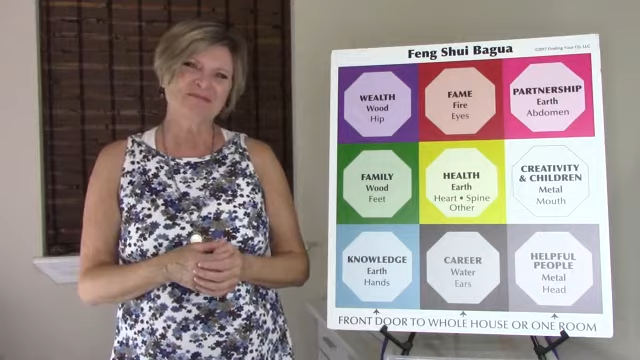 Feng Shui Bagua
©2017 Finding Your Chi, LLC
WEALTH
Wood
Hip
FAME
Fire
Eyes
PARTNERSHIP
Earth
Abdomen
FAMILY
Wood
Feet
HEALTH
Earth
Heart • Spine
Other
CREATIVITY
& CHILDREN
Metal
Mouth
KNOWLEDGE
Earth
Hands
CAREER
Water
Ears
HELPFUL
PEOPLE
Metal
Head
FRONT DOOR TO WHOLE HOUSE OR ONE ROOM